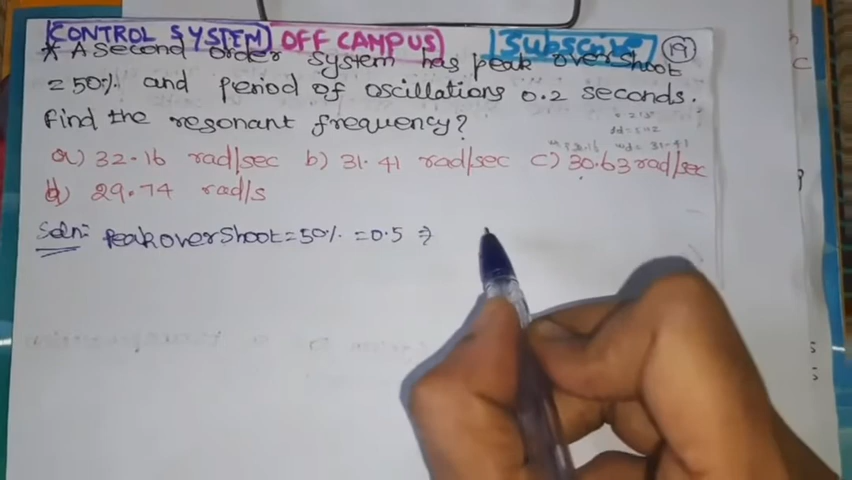 CONTROL SYSTEM OFF CAMPUS Subscribe 19
* A Second order system has peak overshoot
= 50% and period of oscillations 0.2 seconds.
Find the resonant frequency?
a) 32.16 rad/sec b) 31.41 rad/sec c) 30.63 rad/sec
d) 29.74 rad/s
Soln: Peak over Shoot = 50% = 0.5 ⇒